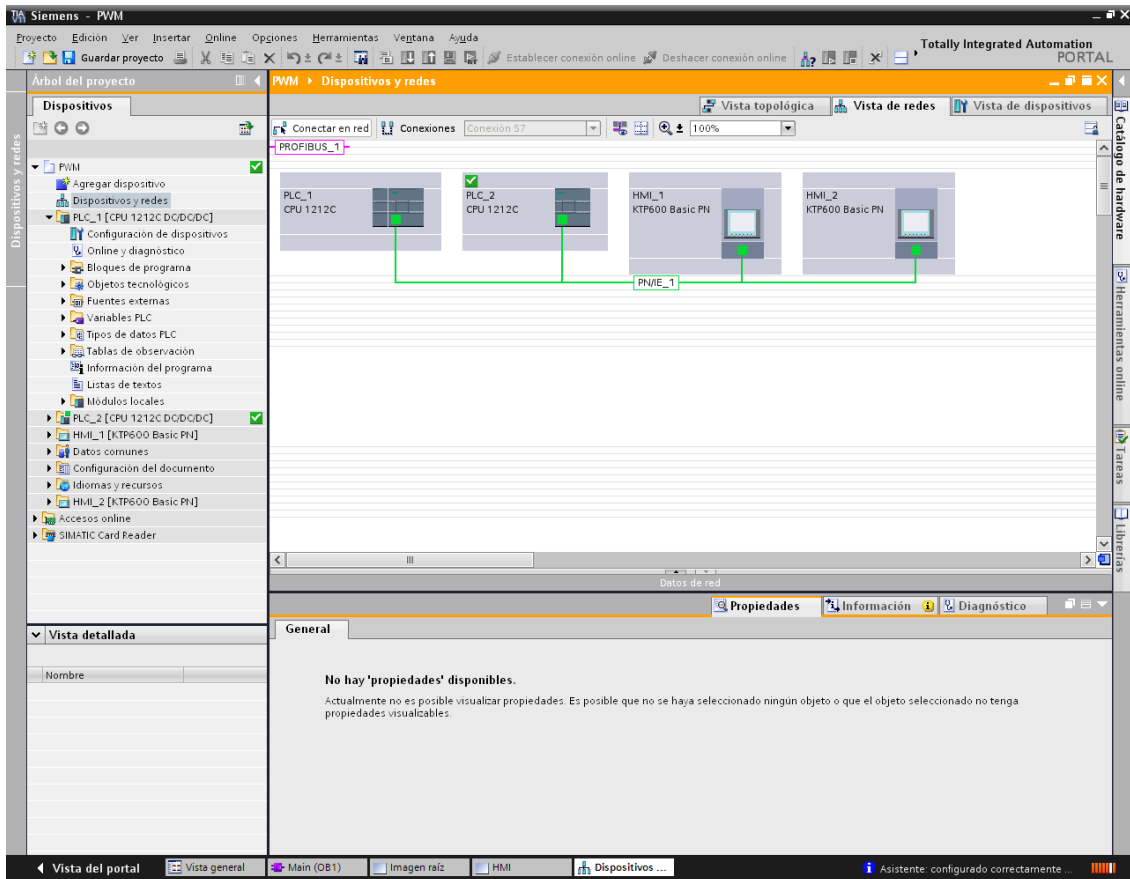 Siemens - PWM
Proyecto Edición Ver Insertar Online Opciones Herramientas Ventana Ayuda
Totally Integrated Automation
PORTAL
Guardar proyecto
Establecer conexión online
Deshacer conexión online
Árbol del proyecto
PWM
Dispositivos y redes
Dispositivos
Vista topológica
Vista de redes
Vista de dispositivos
Conectar en red
Conexiones
Conexión S7
100%
Dispositivos y redes
PWM
Agregar dispositivo
Dispositivos y redes
PLC_1 [CPU 1212C DC/DC/DC]
Configuración de dispositivos
Online y diagnóstico
Bloques de programa
Objetos tecnológicos
Fuentes externas
Variables PLC
Tipos de datos PLC
Tablas de observación
Información del programa
Listas de textos
Módulos locales
PLC_2 [CPU 1212C DC/DC/DC]
HMI_1 [KTP600 Basic PN]
Datos comunes
Configuración del documento
Idiomas y recursos
HMI_2 [KTP600 Basic PN]
Accesos online
SIMATIC Card Reader
PROFIBUS_1
PLC_1
CPU 1212C
PLC_2
CPU 1212C
HMI_1
KTP600 Basic PN
HMI_2
KTP600 Basic PN
PN/IE_1
Catálogo de hardware
Herramientas online
Tareas
Librerías
Datos de red
Propiedades
Información
Diagnóstico
General
No hay 'propiedades' disponibles.
Actualmente no es posible visualizar propiedades. Es posible que no se haya seleccionado ningún objeto o que el objeto seleccionado no tenga
propiedades visualizables.
Vista detallada
Nombre
Vista del portal
Vista general
Main (OB1)
Imagen raíz
HMI
Dispositivos ...
Asistente: configurado correctamente ...